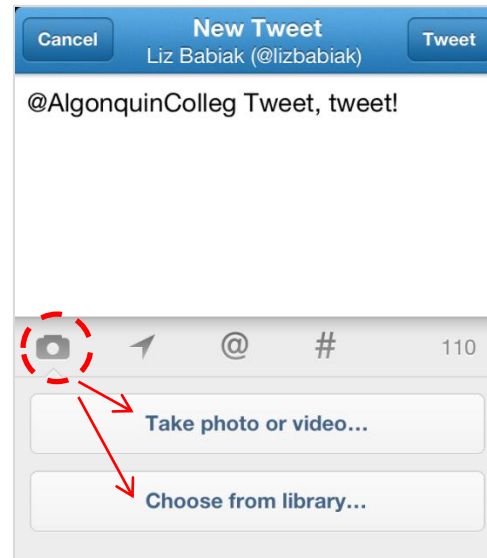 Cancel
New Tweet
Tweet
Liz Babiak (@lizbabiak)
@AlgonquinColleg Tweet, tweet!
@ # 110
Take photo or video...
Choose from library...